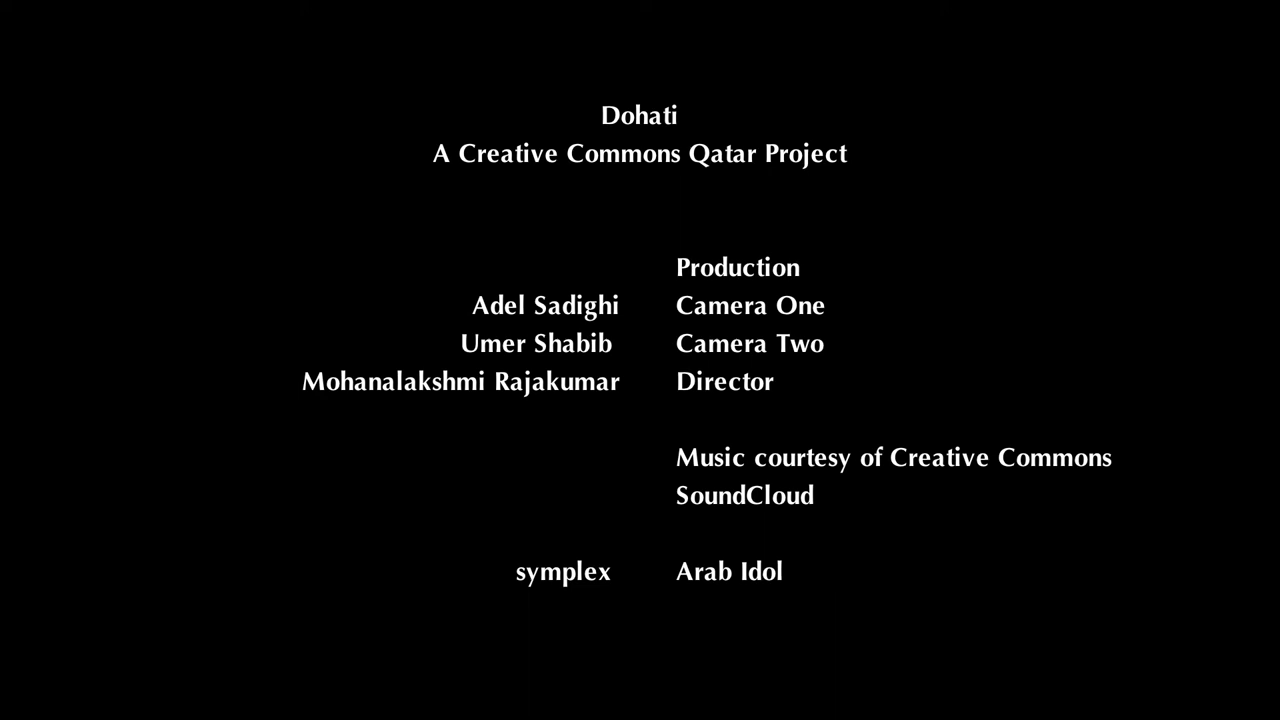 Dohati
A Creative Commons Qatar Project
Production
Adel Sadighi Camera One
Umer Shabib Camera Two
Mohanalakshmi Rajakumar Director
Music courtesy of Creative Commons
SoundCloud
symplex Arab Idol